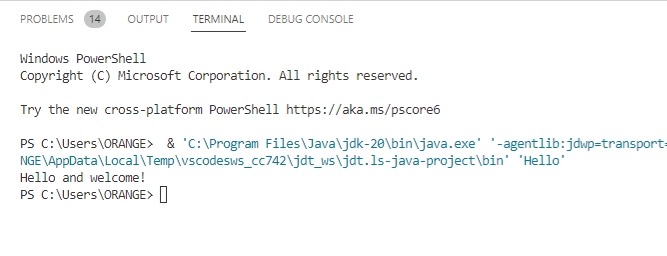 PROBLEMS 14 OUTPUT TERMINAL DEBUG CONSOLE
Windows PowerShell
Copyright (C) Microsoft Corporation. All rights reserved.
Try the new cross-platform PowerShell https://aka.ms/pscore6
PS C:\Users\ORANGE>  & 'C:\Program Files\Java\jdk-20\bin\java.exe' '-agentlib:jdwp=transport=
NGE\AppData\Local\Temp\vscodesws_cc742\jdt_ws\jdt.ls-java-project\bin' 'Hello'
Hello and welcome!
PS C:\Users\ORANGE>